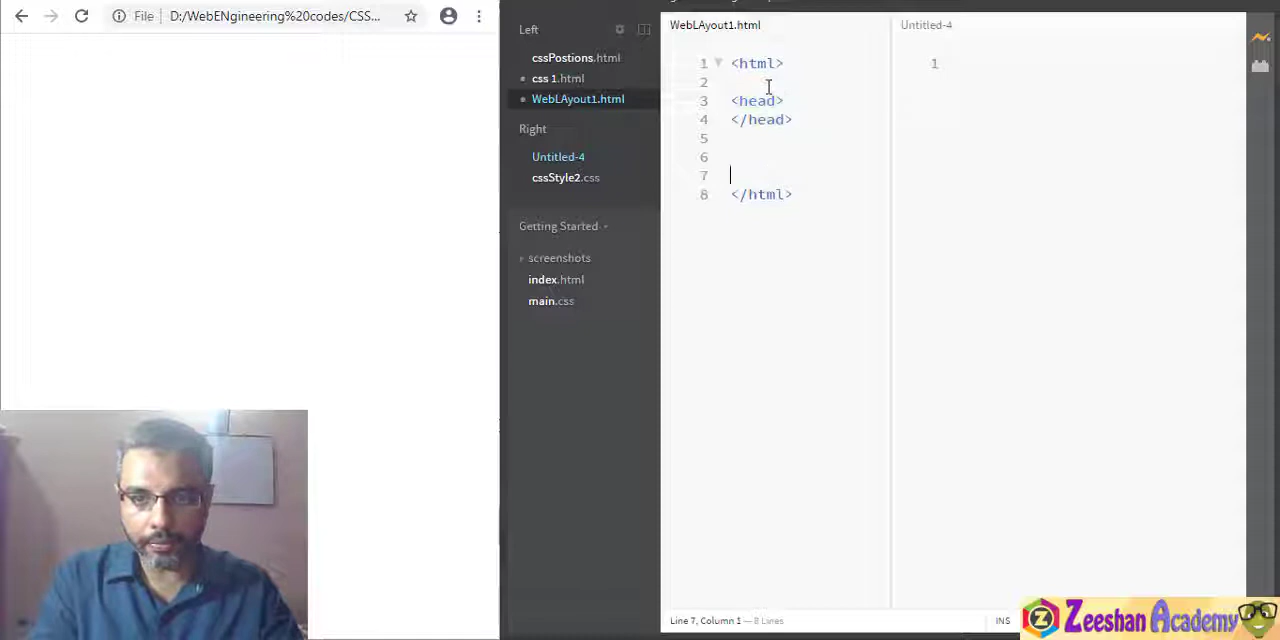 File D:/WebENgineering%20codes/CSS...
Left
cssPostions.html
css 1.html
WebLAyout1.html
Right
Untitled-4
cssStyle2.css
Getting Started
screenshots
index.html
main.css
WebLAyout1.html
1 <html>
2
3 <head>
4 </head>
5
6
7
8 </html>
Line 7, Column 1 — 8 Lines
Untitled-4
1
INS
Zeeshan Academy